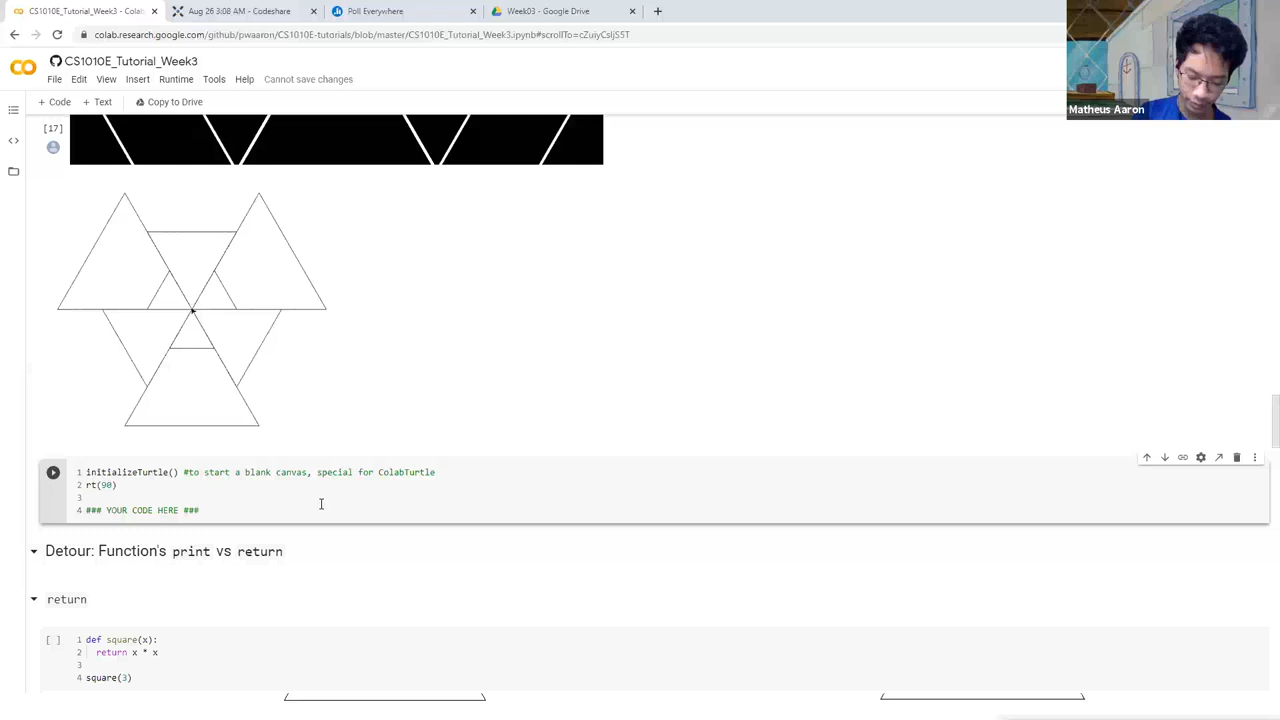 CS1010E_Tutorial_Week3 - Colab
Aug 26 3:08 AM - Codeshare
Poll Everywhere
Week03 - Google Drive
colab.research.google.com/github/pwaaron/CS1010E-tutorials/blob/master/CS1010E_Tutorial_Week3.ipynb#scrollTo=cZuiyCsljS5T
CS1010E_Tutorial_Week3
File Edit View Insert Runtime Tools Help Cannot save changes
+ Code + Text Copy to Drive
Matheus Aaron
[17]
1 initializeTurtle() #to start a blank canvas, special for ColabTurtle
2 rt(90)
3
4 ### YOUR CODE HERE ###
Detour: Function's print vs return
return
[ ] 1 def square(x):
2 return x * x
3
4 square(3)